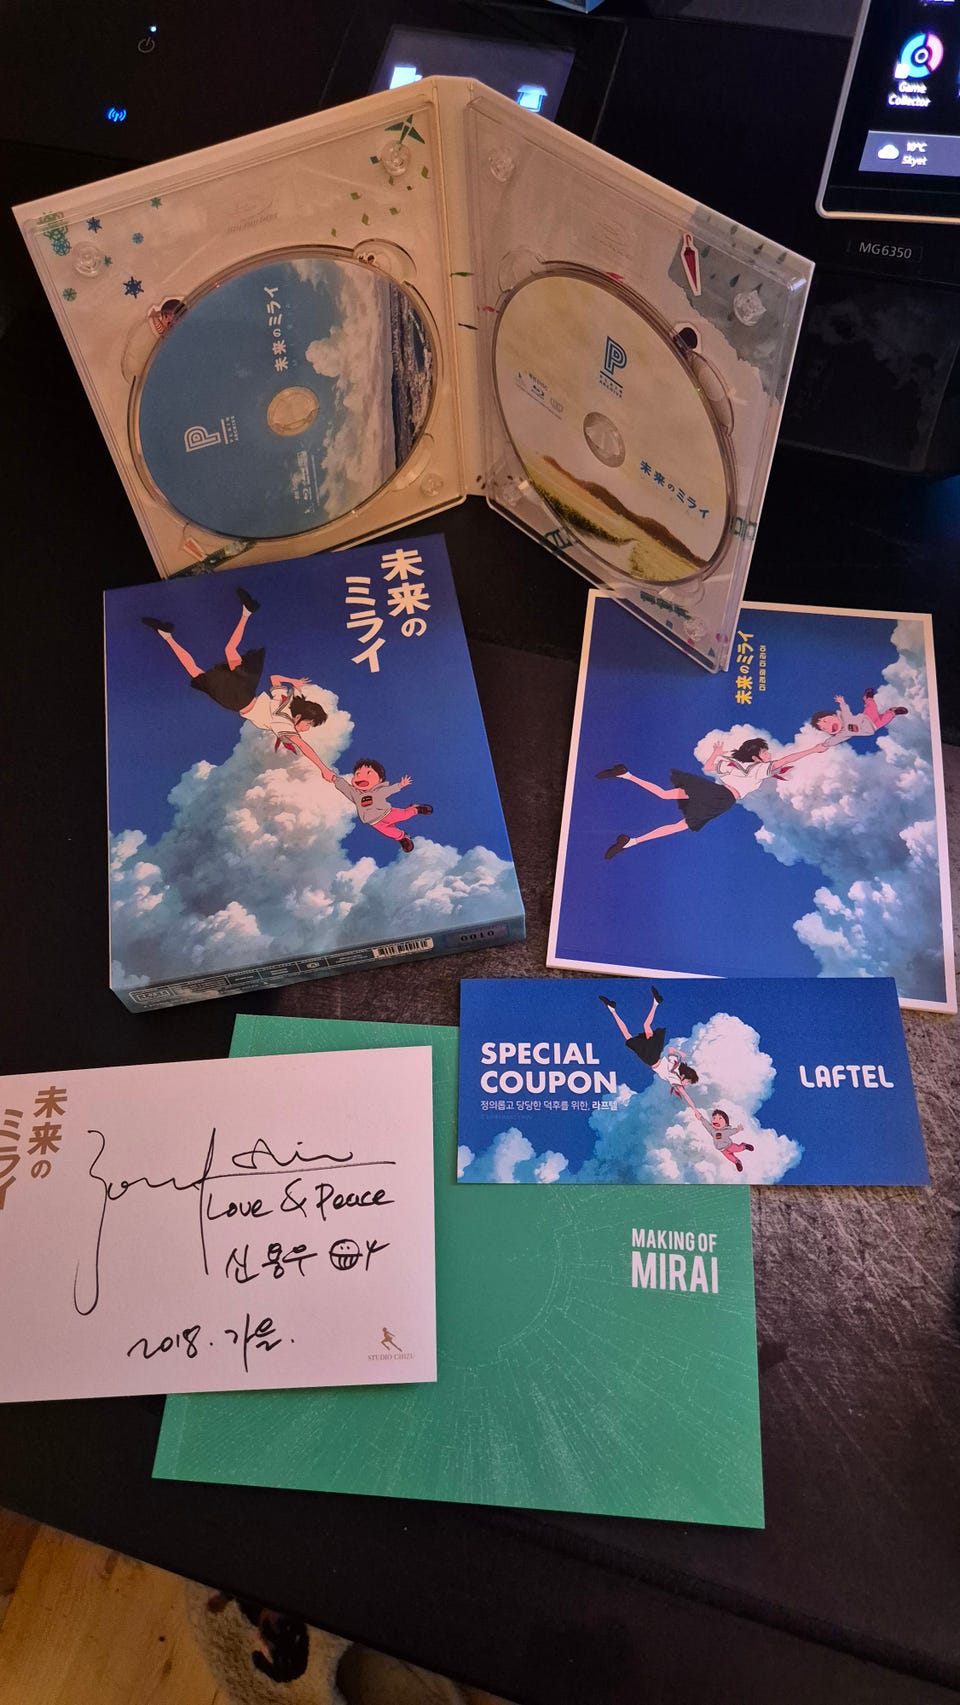 Game
Collector
10°C
Skyet
MG6350
未来のミライ
P
P
未来のミライ
未来の
ミライ
未来のミライ
미래의 미라이
0100
SPECIAL
COUPON
정의롭고 당당한 덕후를 위한, 라프텔
LAFTEL
未来の
ミライ
Love & Peace
신용우
2018. 가을.
STUDIO CHIZU
MAKING OF
MIRAI